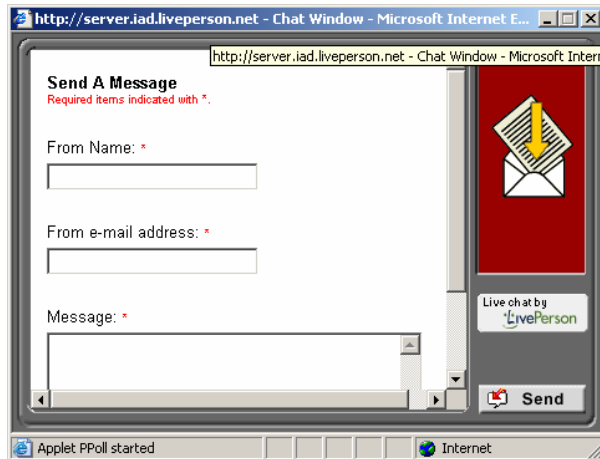 http://server.iad.liveperson.net - Chat Window - Microsoft Internet E...
http://server.iad.liveperson.net - Chat Window - Microsoft Inter
Send A Message
Required items indicated with *.
From Name: *
From e-mail address: *
Message: *
Live chat by
LivePerson
Send
Applet PPoll started
Internet